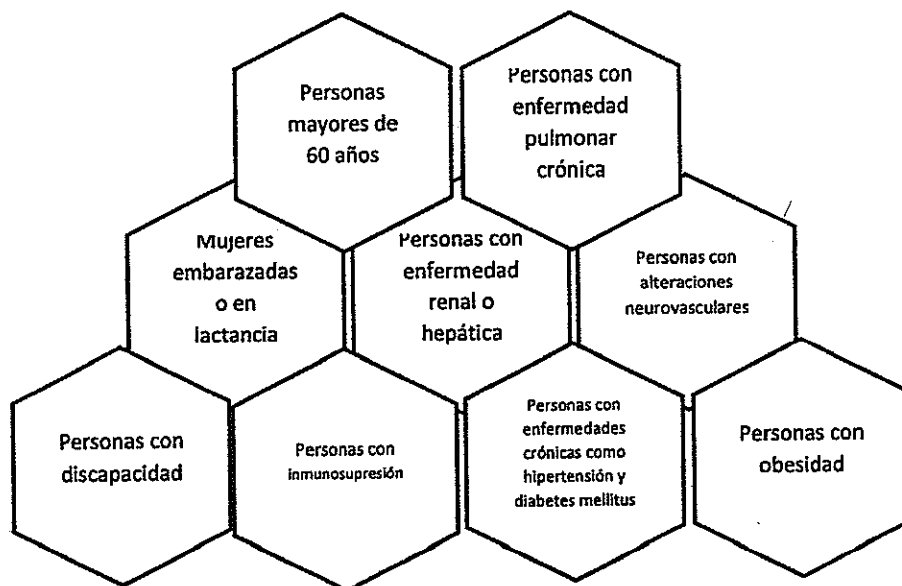 Personas
mayores de
60 años
Personas con
enfermedad
pulmonar
crónica
Mujeres
embarazadas
o en
lactancia
Personas con
enfermedad
renal o
hepática
Personas con
alteraciones
neurovasculares
Personas con
discapacidad
Personas con
inmunosupresión
Personas con
enfermedades
crónicas como
hipertensión y
diabetes mellitus
Personas con
obesidad